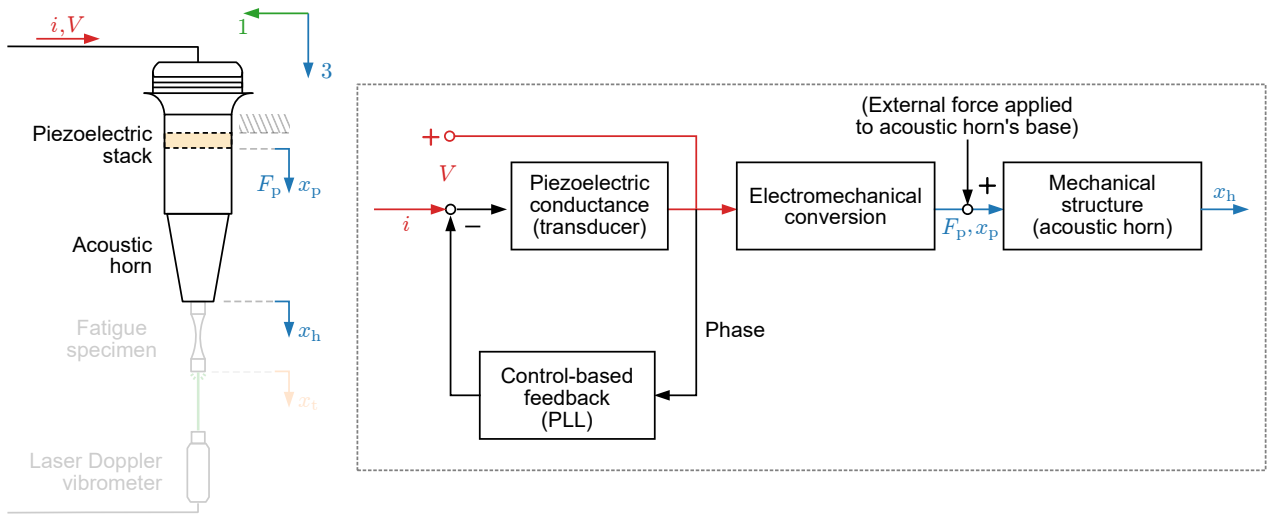 i, V
1
3
Piezoelectric
stack
Fp xp
Acoustic
horn
xh
Fatigue
specimen
xt
Laser Doppler
vibrometer
(External force applied
to acoustic horn's base)
+
V
i
−
Piezoelectric
conductance
(transducer)
Electromechanical
conversion
+
Fp, xp
Mechanical
structure
(acoustic horn)
xh
Phase
Control-based
feedback
(PLL)